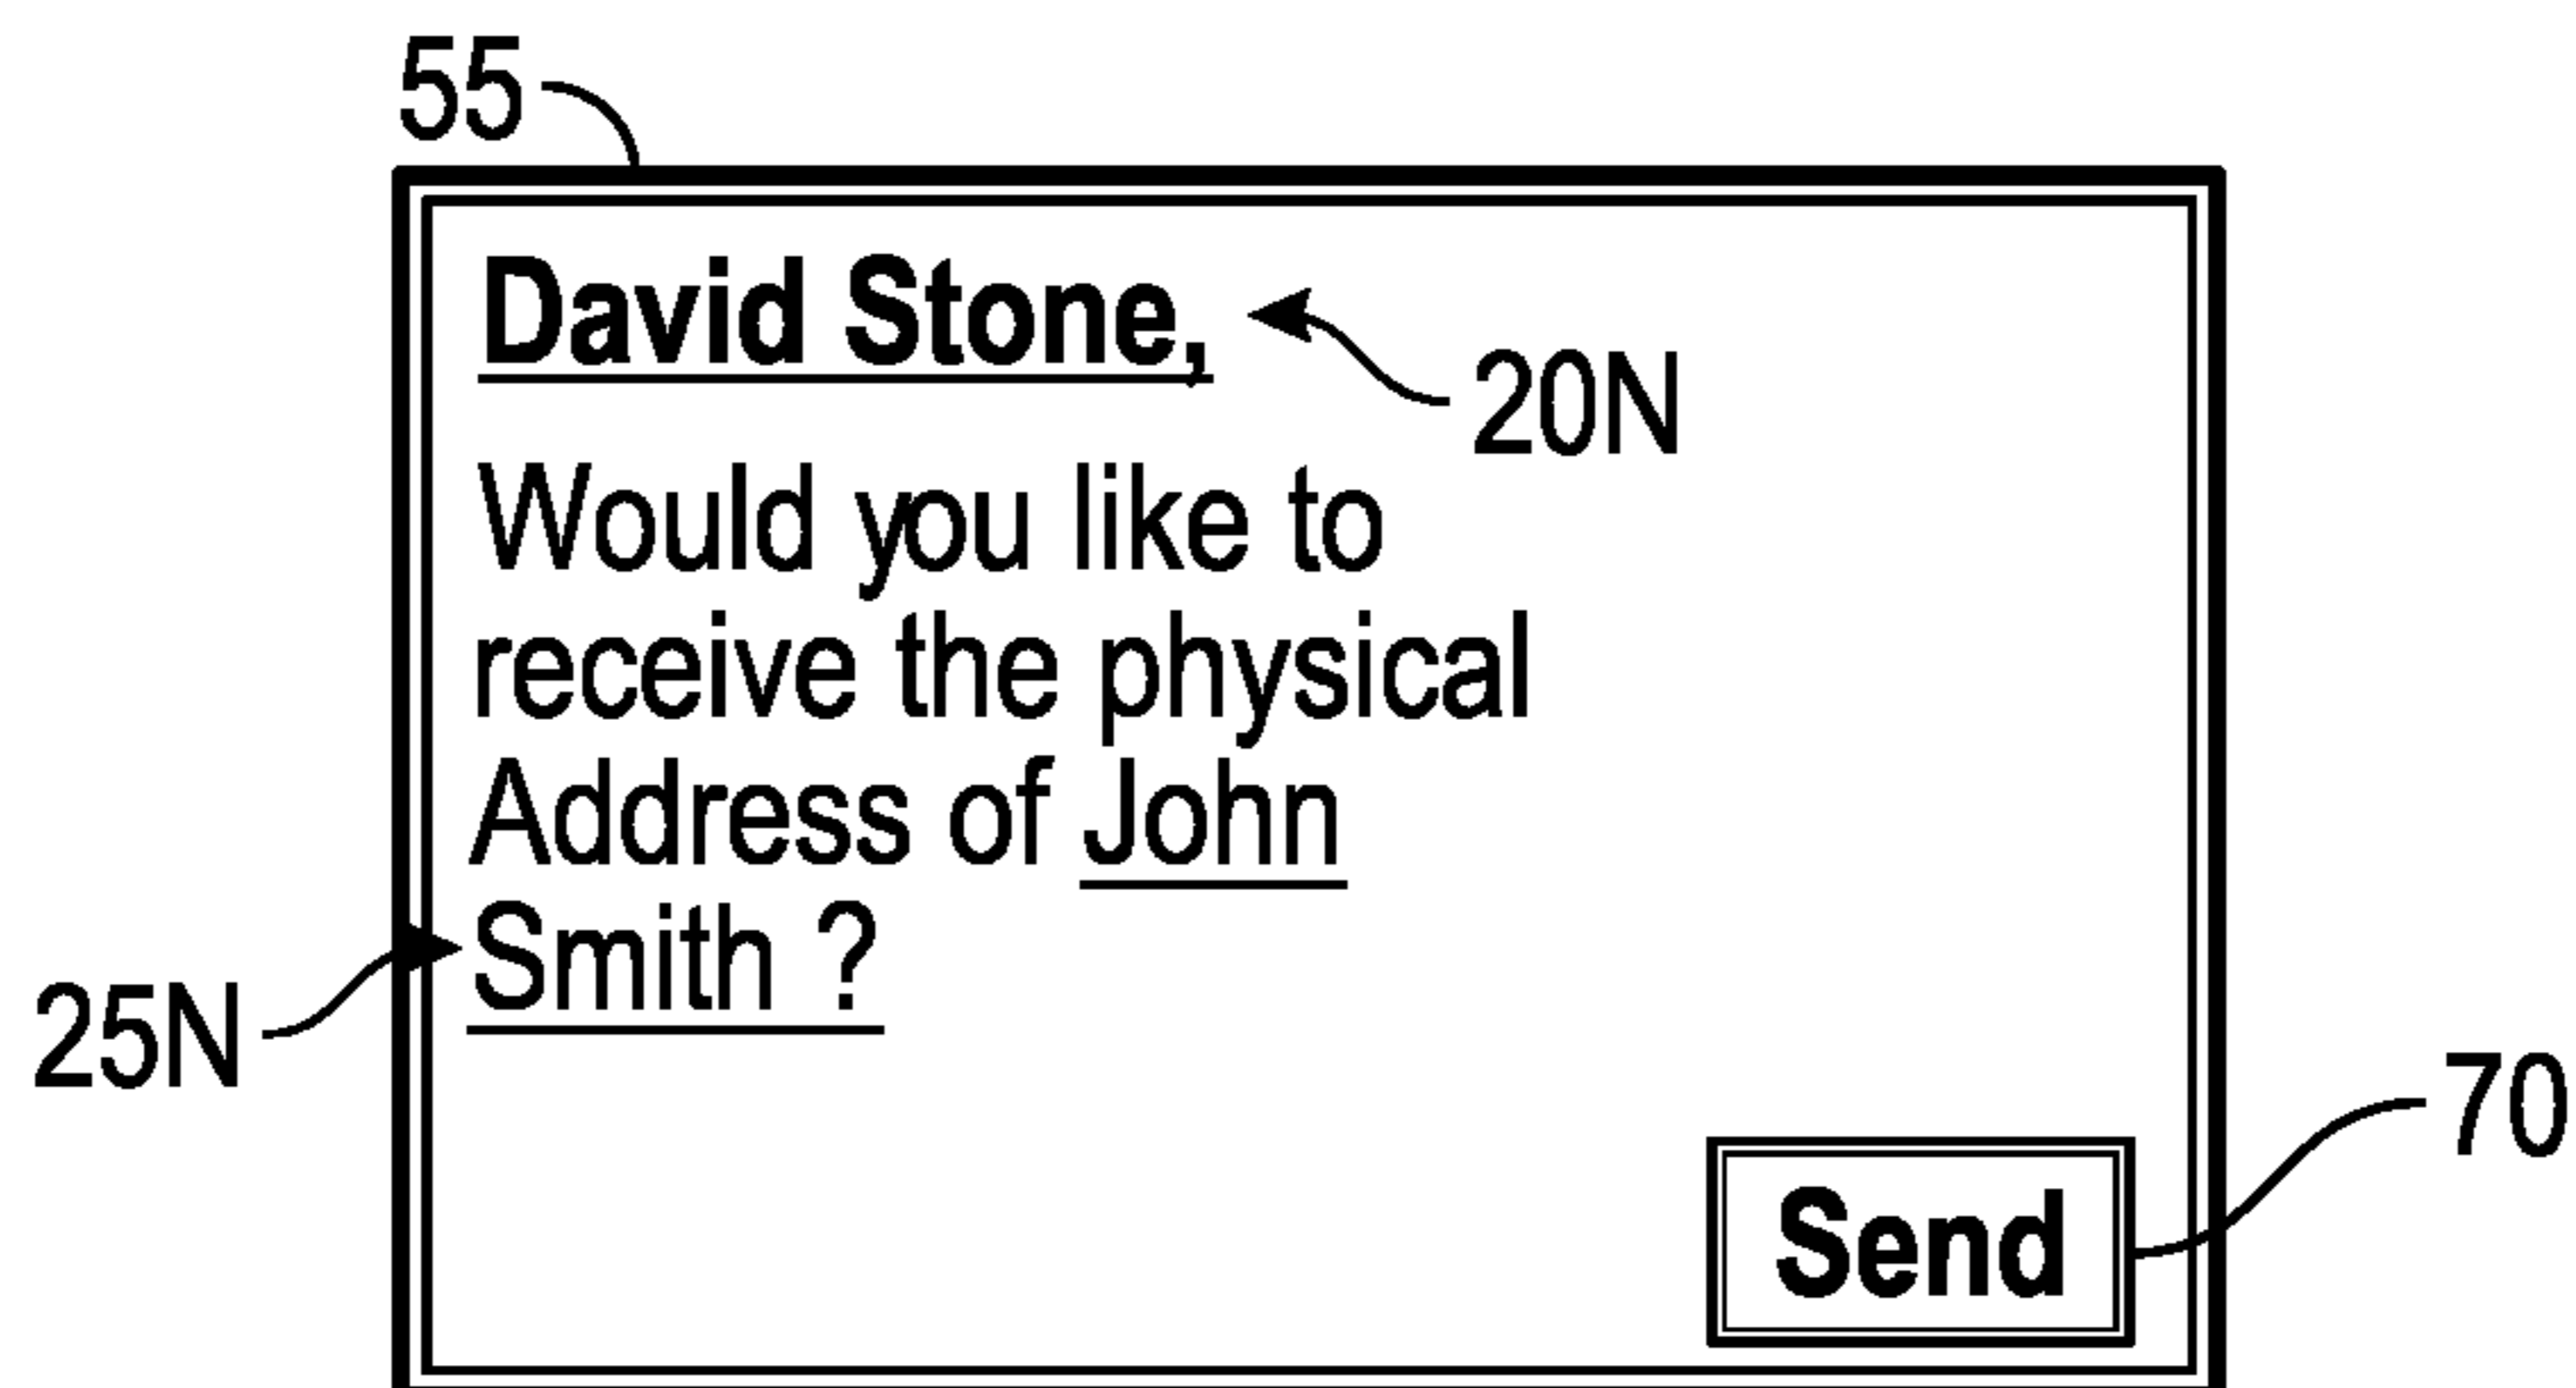 55
David Stone,
20N
Would you like to
receive the physical
Address of John
Smith ?
25N
70
Send